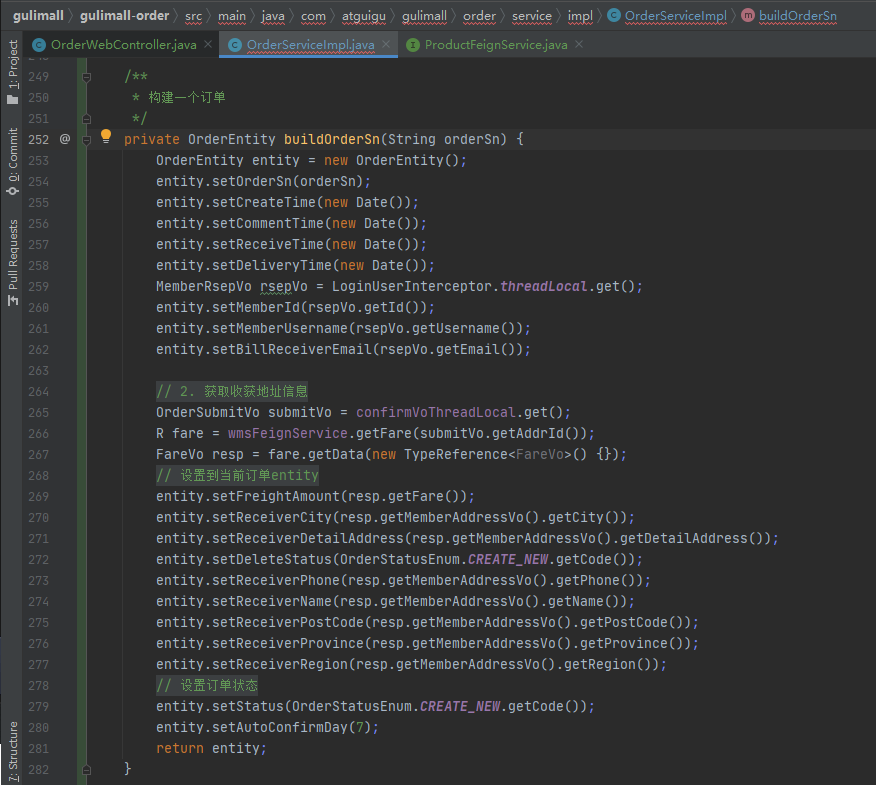 gulimall 〉 gulimall-order 〉 src 〉 main 〉 java 〉 com 〉 atguigu 〉 gulimall 〉 order 〉 service 〉 impl 〉 C OrderServiceImpl 〉 m buildOrderSn
C OrderWebController.java × C OrderServiceImpl.java × I ProductFeignService.java ×
1: Project
0: Commit
Pull Requests
7: Structure
249 /**
250 * 构建一个订单
251 */
252 @ private OrderEntity buildOrderSn(String orderSn) {
253 OrderEntity entity = new OrderEntity();
254 entity.setOrderSn(orderSn);
255 entity.setCreateTime(new Date());
256 entity.setCommentTime(new Date());
257 entity.setReceiveTime(new Date());
258 entity.setDeliveryTime(new Date());
259 MemberRsepVo rsepVo = LoginUserInterceptor.threadLocal.get();
260 entity.setMemberId(rsepVo.getId());
261 entity.setMemberUsername(rsepVo.getUsername());
262 entity.setBillReceiverEmail(rsepVo.getEmail());
263
264 // 2. 获取收获地址信息
265 OrderSubmitVo submitVo = confirmVoThreadLocal.get();
266 R fare = wmsFeignService.getFare(submitVo.getAddrId());
267 FareVo resp = fare.getData(new TypeReference<FareVo>() {});
268 // 设置到当前订单entity
269 entity.setFreightAmount(resp.getFare());
270 entity.setReceiverCity(resp.getMemberAddressVo().getCity());
271 entity.setReceiverDetailAddress(resp.getMemberAddressVo().getDetailAddress());
272 entity.setDeleteStatus(OrderStatusEnum.CREATE_NEW.getCode());
273 entity.setReceiverPhone(resp.getMemberAddressVo().getPhone());
274 entity.setReceiverName(resp.getMemberAddressVo().getName());
275 entity.setReceiverPostCode(resp.getMemberAddressVo().getPostCode());
276 entity.setReceiverProvince(resp.getMemberAddressVo().getProvince());
277 entity.setReceiverRegion(resp.getMemberAddressVo().getRegion());
278 // 设置订单状态
279 entity.setStatus(OrderStatusEnum.CREATE_NEW.getCode());
280 entity.setAutoConfirmDay(7);
281 return entity;
282 }